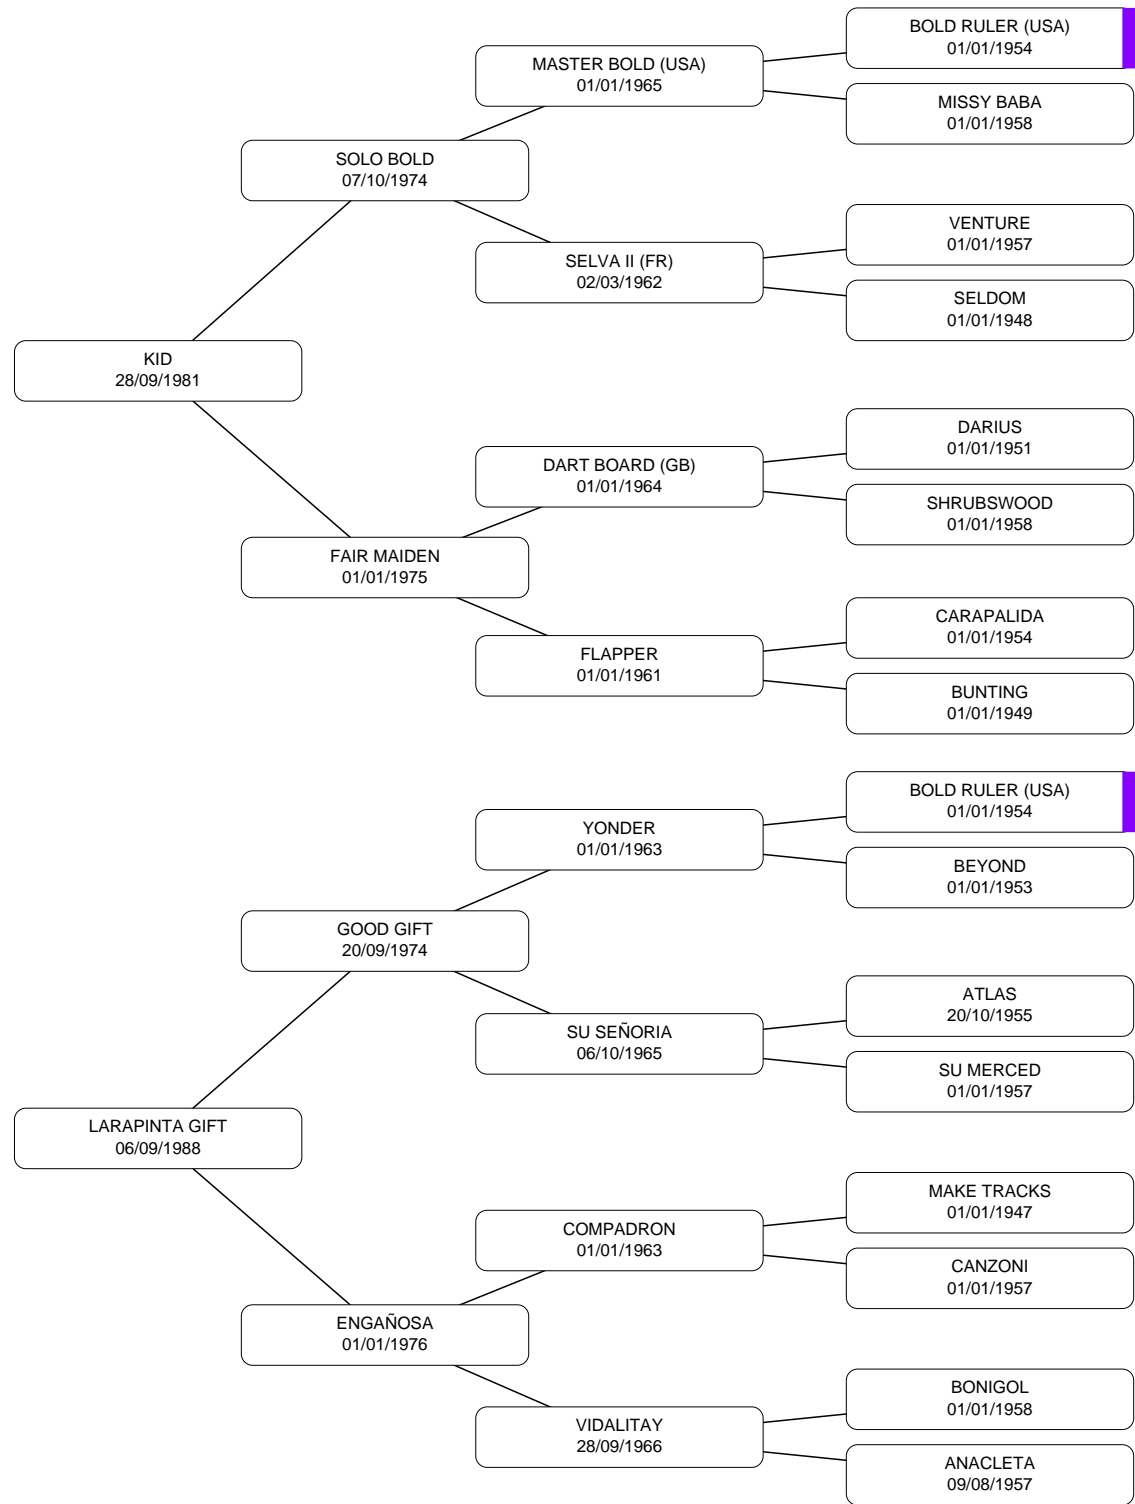 BOLD RULER (USA)
01/01/1954
MASTER BOLD (USA)
01/01/1965
MISSY BABA
01/01/1958
SOLO BOLD
07/10/1974
VENTURE
01/01/1957
SELVA II (FR)
02/03/1962
SELDOM
01/01/1948
KID
28/09/1981
DARIUS
01/01/1951
DART BOARD (GB)
01/01/1964
SHRUBSWOOD
01/01/1958
FAIR MAIDEN
01/01/1975
CARAPALIDA
01/01/1954
FLAPPER
01/01/1961
BUNTING
01/01/1949
BOLD RULER (USA)
01/01/1954
YONDER
01/01/1963
BEYOND
01/01/1953
GOOD GIFT
20/09/1974
ATLAS
20/10/1955
SU SEÑORIA
06/10/1965
SU MERCED
01/01/1957
LARAPINTA GIFT
06/09/1988
MAKE TRACKS
01/01/1947
COMPADRON
01/01/1963
CANZONI
01/01/1957
ENGAÑOSA
01/01/1976
BONIGOL
01/01/1958
VIDALITAY
28/09/1966
ANACLETA
09/08/1957